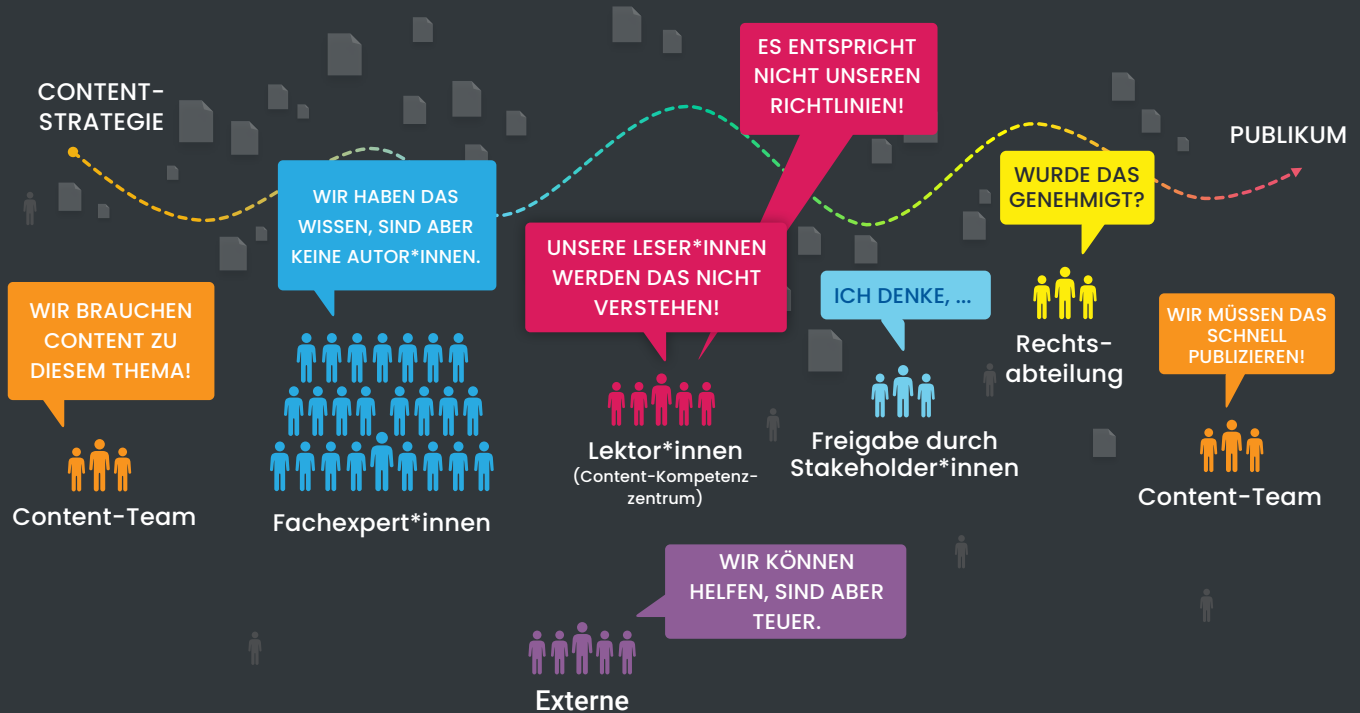 CONTENT-
STRATEGIE
WIR BRAUCHEN
CONTENT ZU
DIESEM THEMA!
Content-Team
WIR HABEN DAS
WISSEN, SIND ABER
KEINE AUTOR*INNEN.
Fachexpert*innen
ES ENTSPRICHT
NICHT UNSEREN
RICHTLINIEN!
UNSERE LESER*INNEN
WERDEN DAS NICHT
VERSTEHEN!
Lektor*innen
(Content-Kompetenz-
zentrum)
WIR KÖNNEN
HELFEN, SIND ABER
TEUER.
Externe
ICH DENKE, ...
Freigabe durch
Stakeholder*innen
WURDE DAS
GENEHMIGT?
Rechts-
abteilung
WIR MÜSSEN DAS
SCHNELL
PUBLIZIEREN!
Content-Team
PUBLIKUM